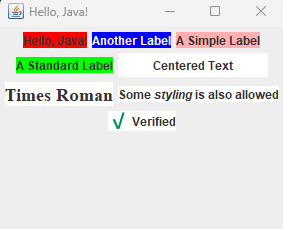 Hello, Java!
Hello, Java Another Label A Simple Label
A Standard Label Centered Text
Times Roman Some styling is also allowed
Verified